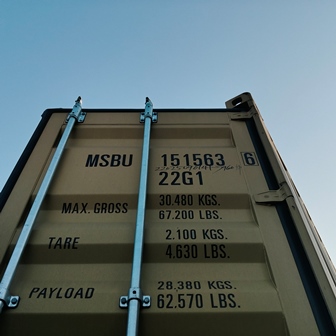 MSBU 151563 6
22G1
MAX. GROSS 30.480 KGS.
67.200 LBS.
TARE 2.100 KGS.
4.630 LBS.
PAYLOAD 28,380 KGS.
62.570 LBS.